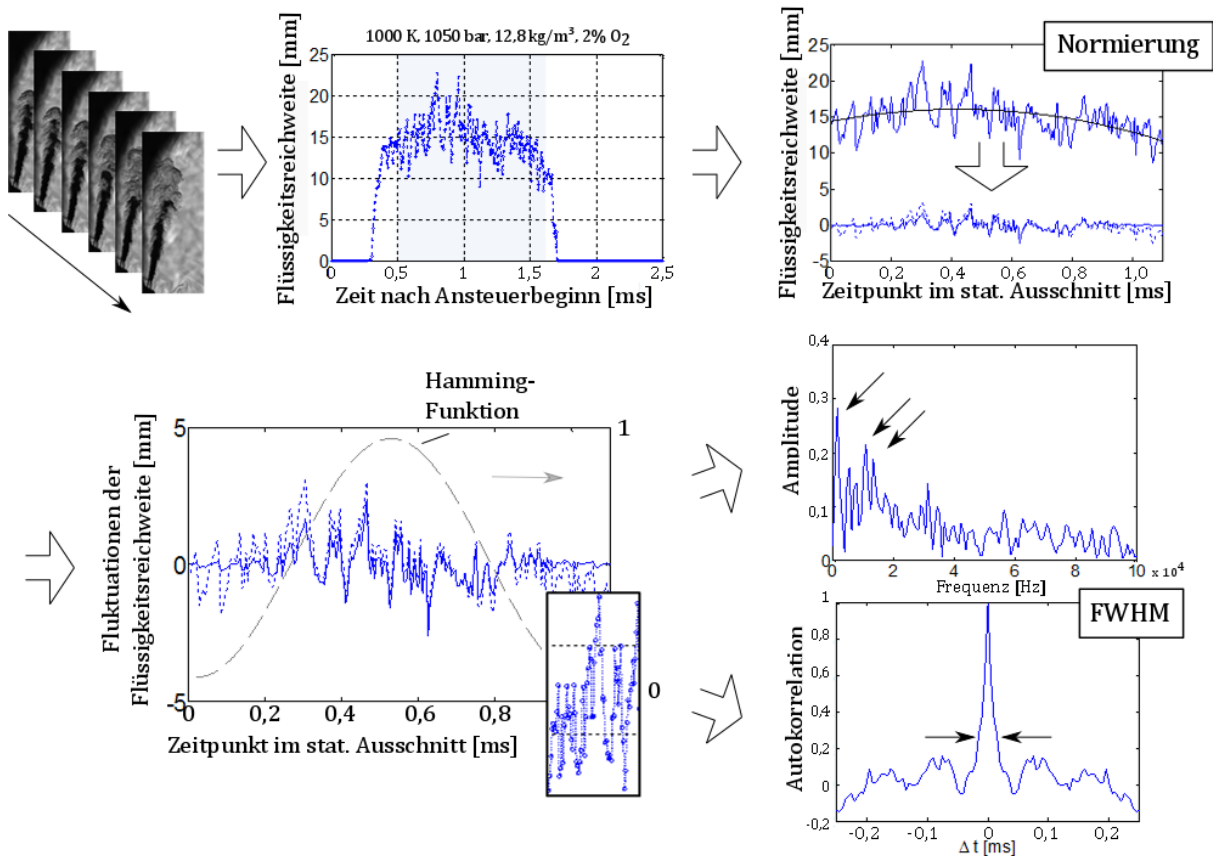 1000 K, 1050 bar, 12,8 kg/m³, 2% O₂
Flüssigkeitsreichweite [mm]
25
20
15
10
5
0
0 0,5 1 1,5 2 2,5
Zeit nach Ansteuerbeginn [ms]
Normierung
Flüssigkeitsreichweite [mm]
25
20
15
10
5
0
-5
0 0,2 0,4 0,6 0,8 1,0
Zeitpunkt im stat. Ausschnitt [ms]
Hamming-
Funktion
Fluktuationen der
Flüssigkeitsreichweite [mm]
5
0
-5
1
0
0 0,2 0,4 0,6 0,8
Zeitpunkt im stat. Ausschnitt [ms]
Amplitude
0,4
0,3
0,2
0,1
0
0 2 4 6 8 10 x 10⁴
Frequenz [Hz]
FWHM
Autokorrelation
1
0,8
0,6
0,4
0,2
0
0,2
-0,2 -0,1 0 0,1 0,2
Δ t [ms]